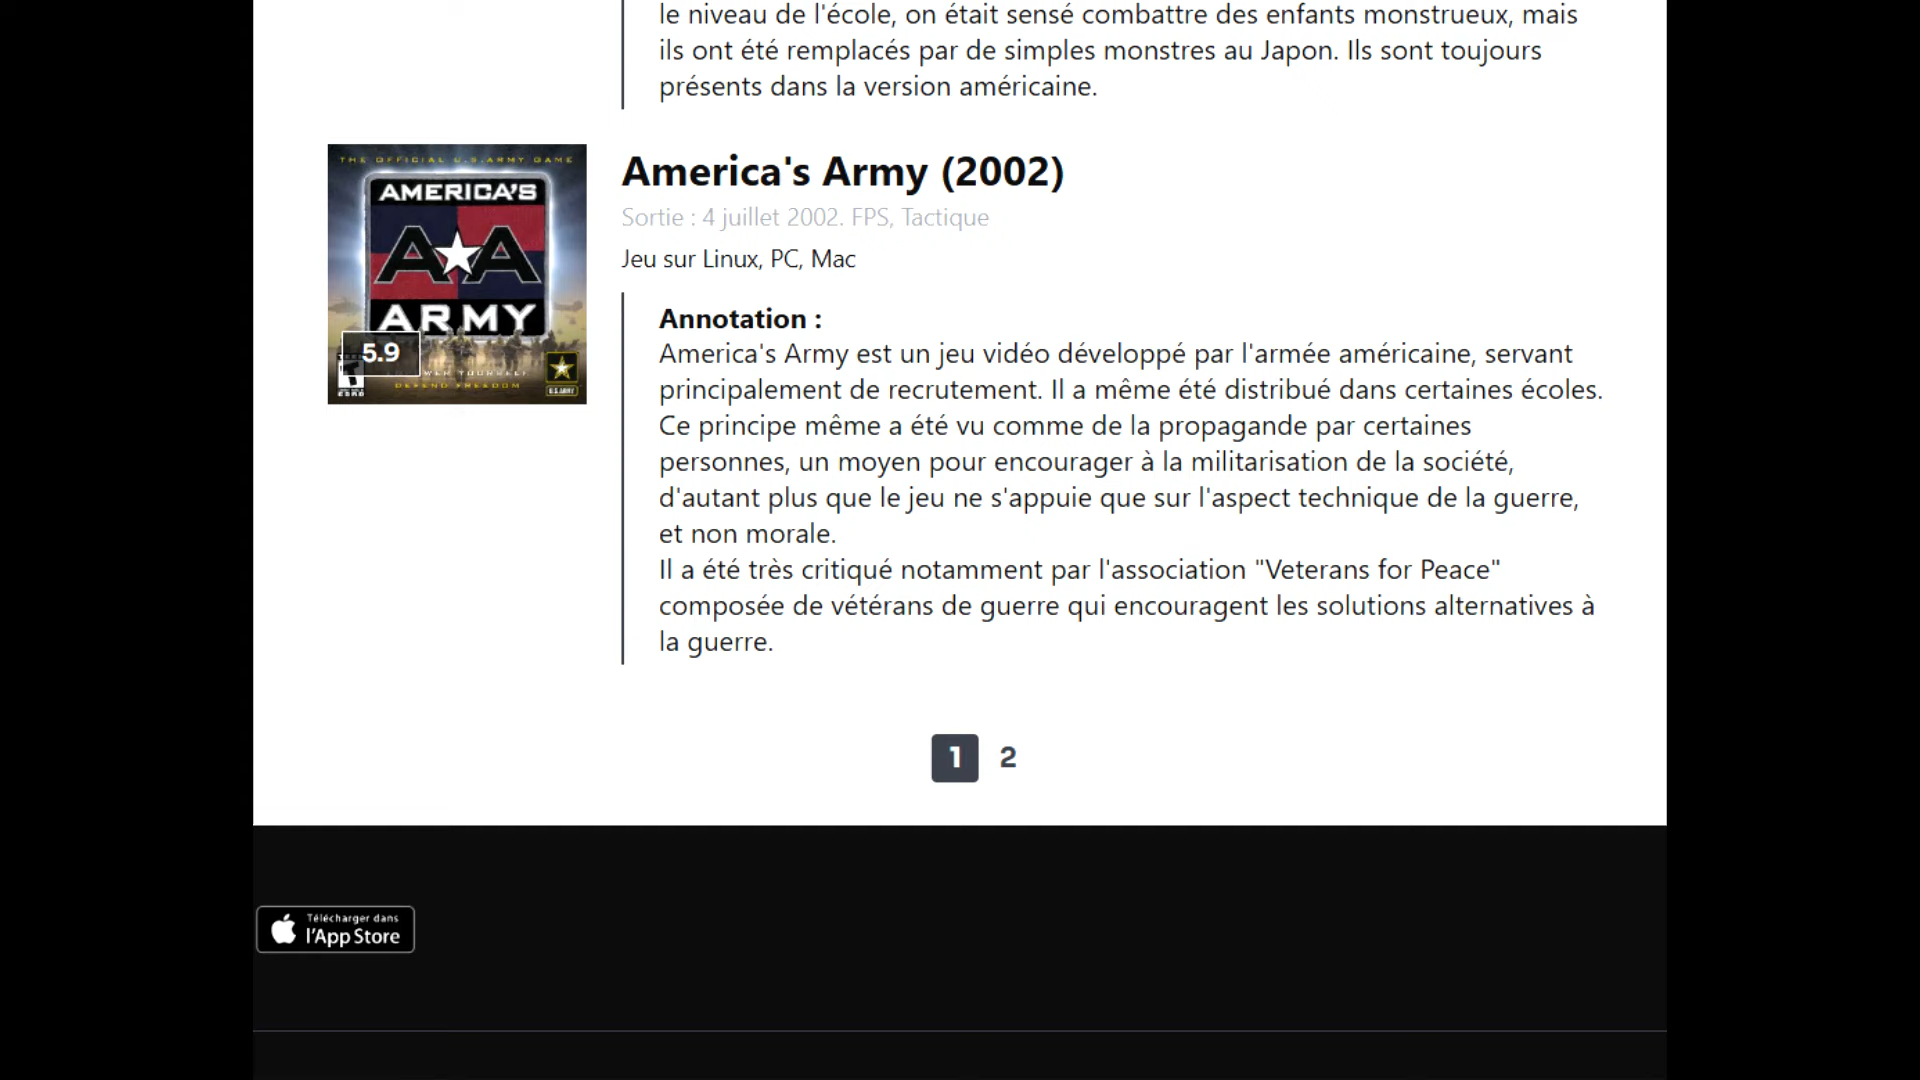 le niveau de l'école, on était sensé combattre des enfants monstrueux, mais
ils ont été remplacés par de simples monstres au Japon. Ils sont toujours
présents dans la version américaine.
THE OFFICIAL U.S. ARMY GAME
AMERICA'S
AA
ARMY
5.9
DEFEND FREEDOM
U.S. ARMY
America's Army (2002)
Sortie : 4 juillet 2002. FPS, Tactique
Jeu sur Linux, PC, Mac
Annotation :
America's Army est un jeu vidéo développé par l'armée américaine, servant
principalement de recrutement. Il a même été distribué dans certaines écoles.
Ce principe même a été vu comme de la propagande par certaines
personnes, un moyen pour encourager à la militarisation de la société,
d'autant plus que le jeu ne s'appuie que sur l'aspect technique de la guerre,
et non morale.
Il a été très critiqué notamment par l'association "Veterans for Peace"
composée de vétérans de guerre qui encouragent les solutions alternatives à
la guerre.
1 2
Télécharger dans
l'App Store